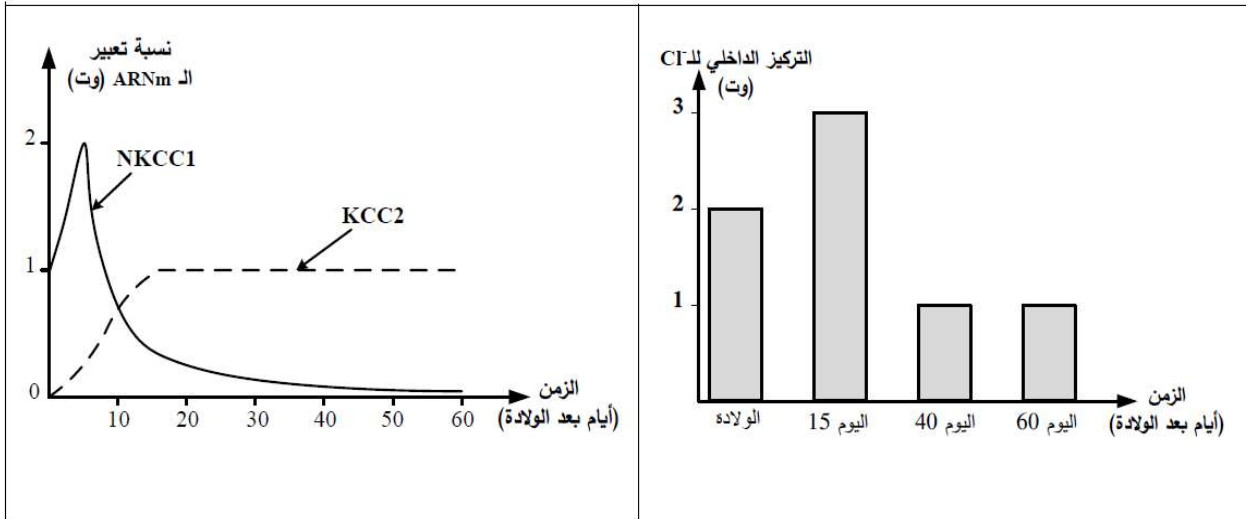 نسبة تعبير
الـ ARNm (وت)
2
NKCC1
KCC2
1
0
10 20 30 40 50 60
الزمن
(أيام بعد الولادة)
التركيز الداخلي للـ Cl-
(وت)
3
2
1
الولادة اليوم 15 اليوم 40 اليوم 60
الزمن
(أيام بعد الولادة)